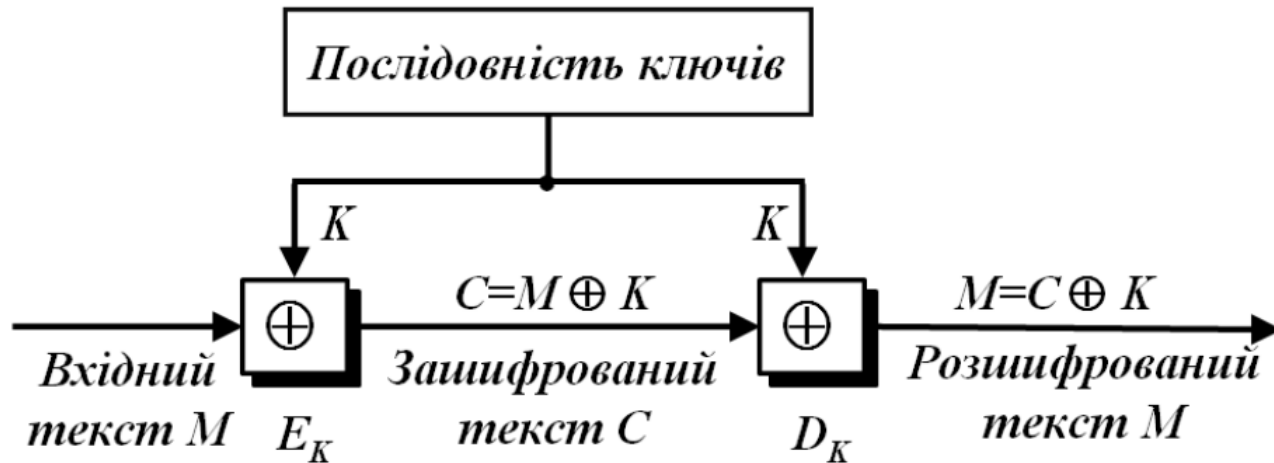 Послідовність ключів
K K
C=M ⊕ K M=C ⊕ K
⊕ ⊕
Вхідний Зашифрований Розшифрований
текст M E_K текст C D_K текст M